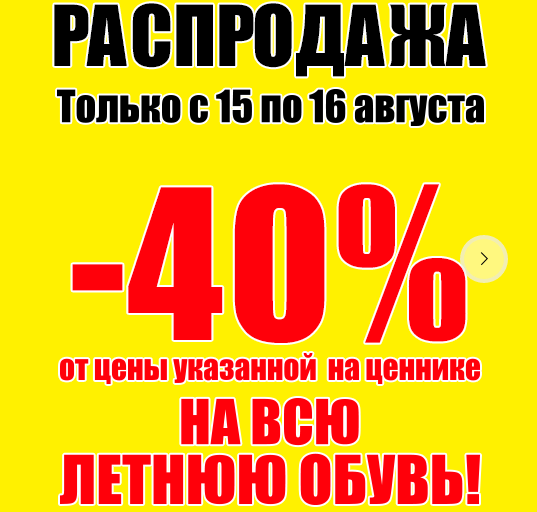 РАСПРОДАЖА
Только с 15 по 16 августа
-40%
от цены указанной на ценнике
НА ВСЮ
ЛЕТНЮЮ ОБУВЬ!